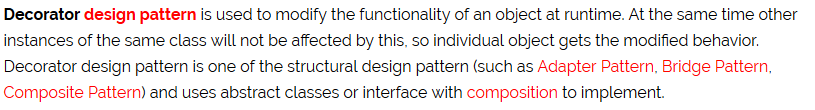 Decorator design pattern is used to modify the functionality of an object at runtime. At the same time other
instances of the same class will not be affected by this, so individual object gets the modified behavior.
Decorator design pattern is one of the structural design pattern (such as Adapter Pattern, Bridge Pattern,
Composite Pattern) and uses abstract classes or interface with composition to implement.